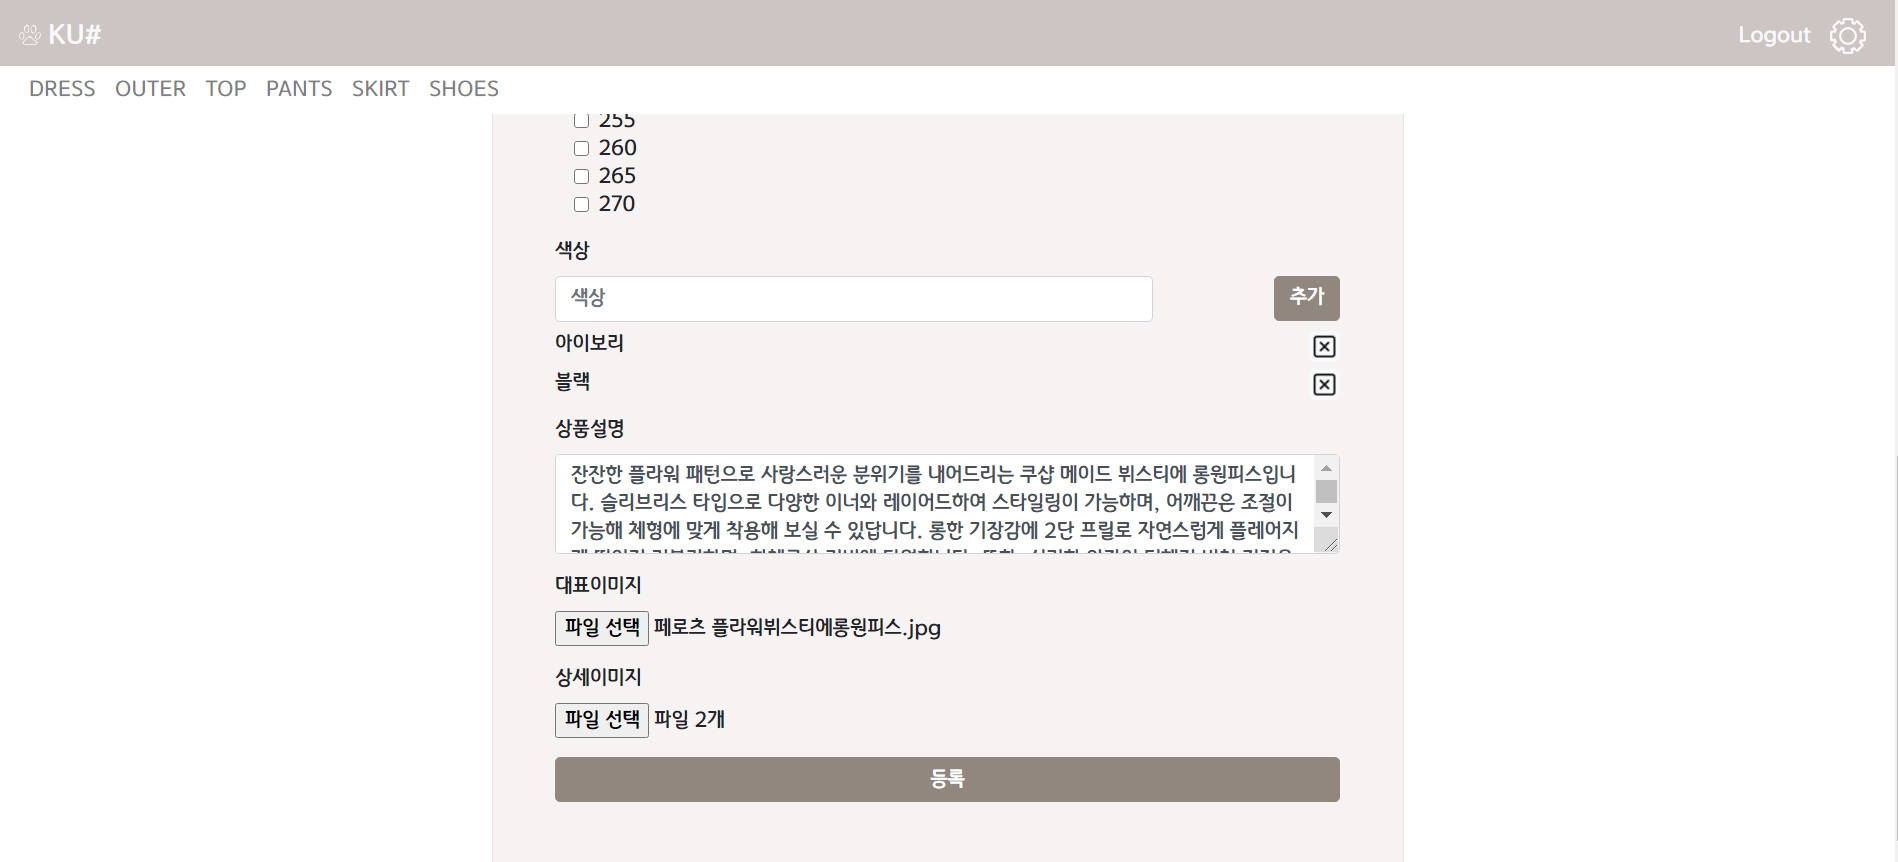 KU#
Logout
DRESS OUTER TOP PANTS SKIRT SHOES
255
260
265
270
색상
색상
추가
아이보리
블랙
상품설명
잔잔한 플라워 패턴으로 사랑스러운 분위기를 내어드리는 쿠샵 메이드 뷔스티에 롱원피스입니
다. 슬리브리스 타입으로 다양한 이너와 레이어드하여 스타일링이 가능하며, 어깨끈은 조절이
가능해 체형에 맞게 착용해 보실 수 있답니다. 롱한 기장감에 2단 프릴로 자연스럽게 플레어지
대표이미지
파일 선택 페로츠 플라워뷔스티에롱원피스.jpg
상세이미지
파일 선택 파일 2개
등록